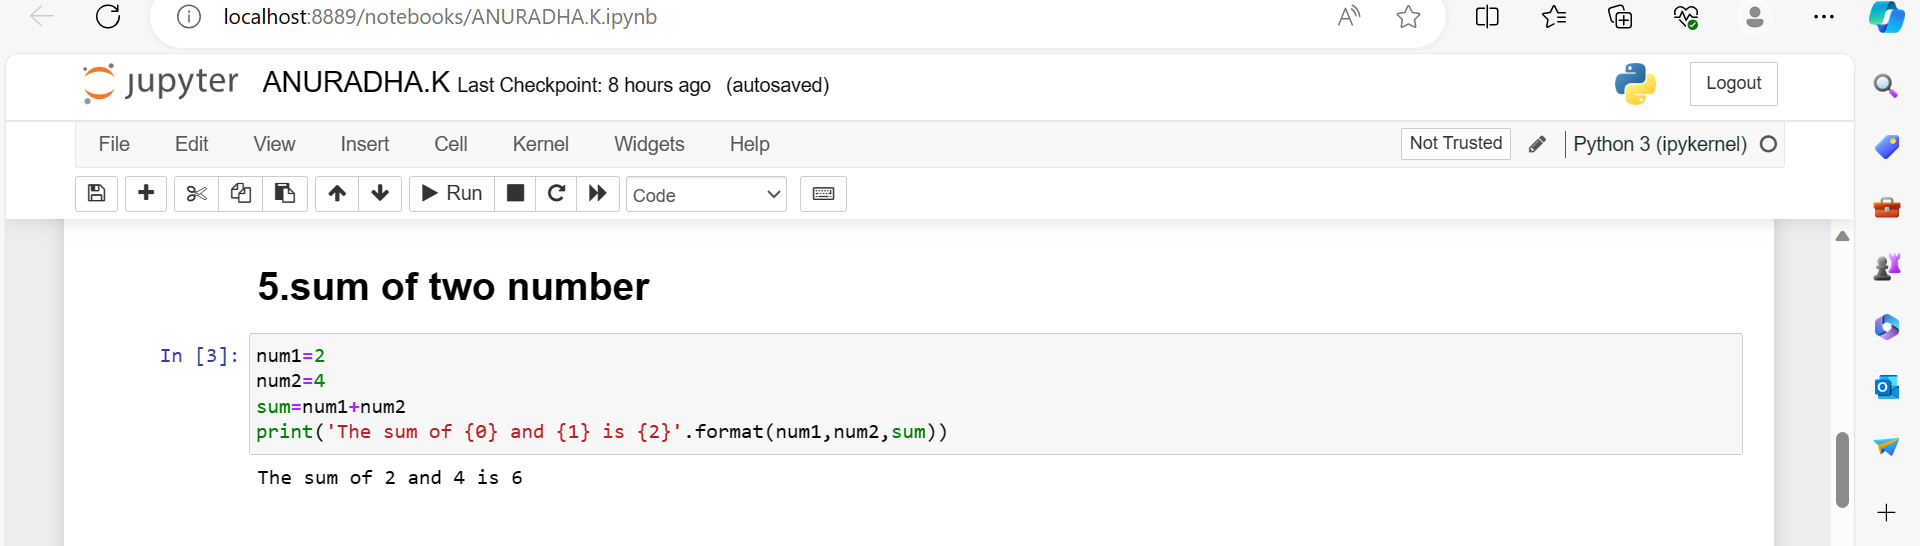 localhost:8889/notebooks/ANURADHA.K.ipynb
jupyter ANURADHA.K Last Checkpoint: 8 hours ago (autosaved)
Logout
File Edit View Insert Cell Kernel Widgets Help
Not Trusted
Python 3 (ipykernel)
Run
Code
5.sum of two number
In [3]:
num1=2
num2=4
sum=num1+num2
print('The sum of {0} and {1} is {2}'.format(num1,num2,sum))
The sum of 2 and 4 is 6